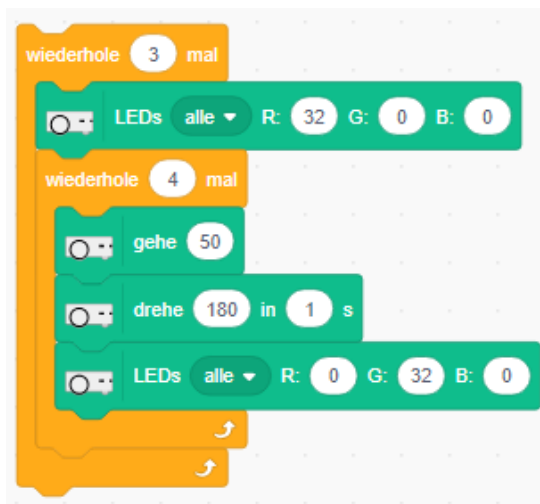 wiederhole 3 mal
LEDs alle R: 32 G: 0 B: 0
wiederhole 4 mal
gehe 50
drehe 180 in 1 s
LEDs alle R: 0 G: 32 B: 0